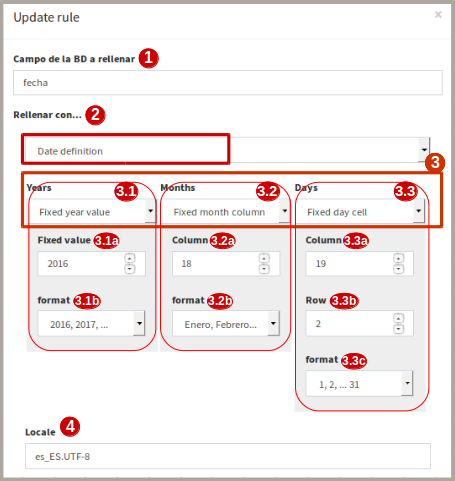 Update rule ×
Campo de la BD a rellenar 1
fecha
Rellenar con... 2
Date definition
3
Years 3.1 Months 3.2 Days 3.3
Fixed year value Fixed month column Fixed day cell
Fixed value 3.1a Column 3.2a Column 3.3a
2016 18 19
format 3.1b format 3.2b Row 3.3b
2016, 2017, ... Enero, Febrero... 2
format 3.3c
1, 2, ... 31
Locale 4
es_ES.UTF-8